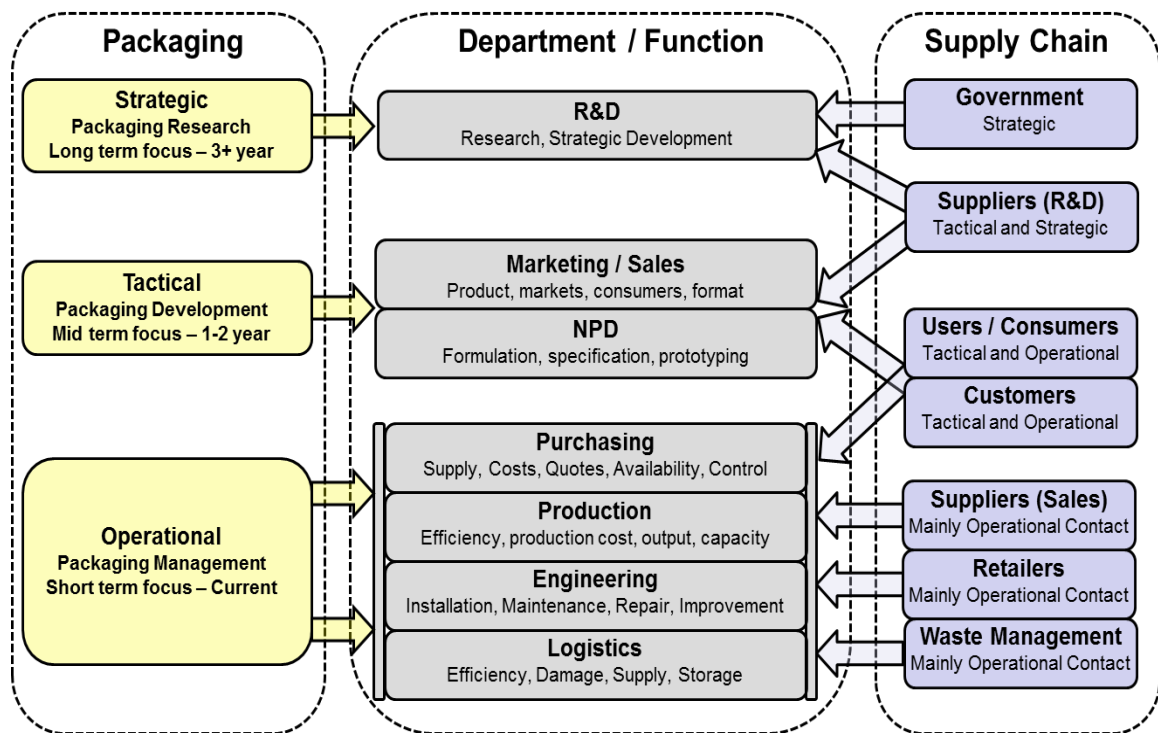 Packaging
Strategic
Packaging Research
Long term focus – 3+ year
Tactical
Packaging Development
Mid term focus – 1-2 year
Operational
Packaging Management
Short term focus – Current
Department / Function
R&D
Research, Strategic Development
Marketing / Sales
Product, markets, consumers, format
NPD
Formulation, specification, prototyping
Purchasing
Supply, Costs, Quotes, Availability, Control
Production
Efficiency, production cost, output, capacity
Engineering
Installation, Maintenance, Repair, Improvement
Logistics
Efficiency, Damage, Supply, Storage
Supply Chain
Government
Strategic
Suppliers (R&D)
Tactical and Strategic
Users / Consumers
Tactical and Operational
Customers
Tactical and Operational
Suppliers (Sales)
Mainly Operational Contact
Retailers
Mainly Operational Contact
Waste Management
Mainly Operational Contact